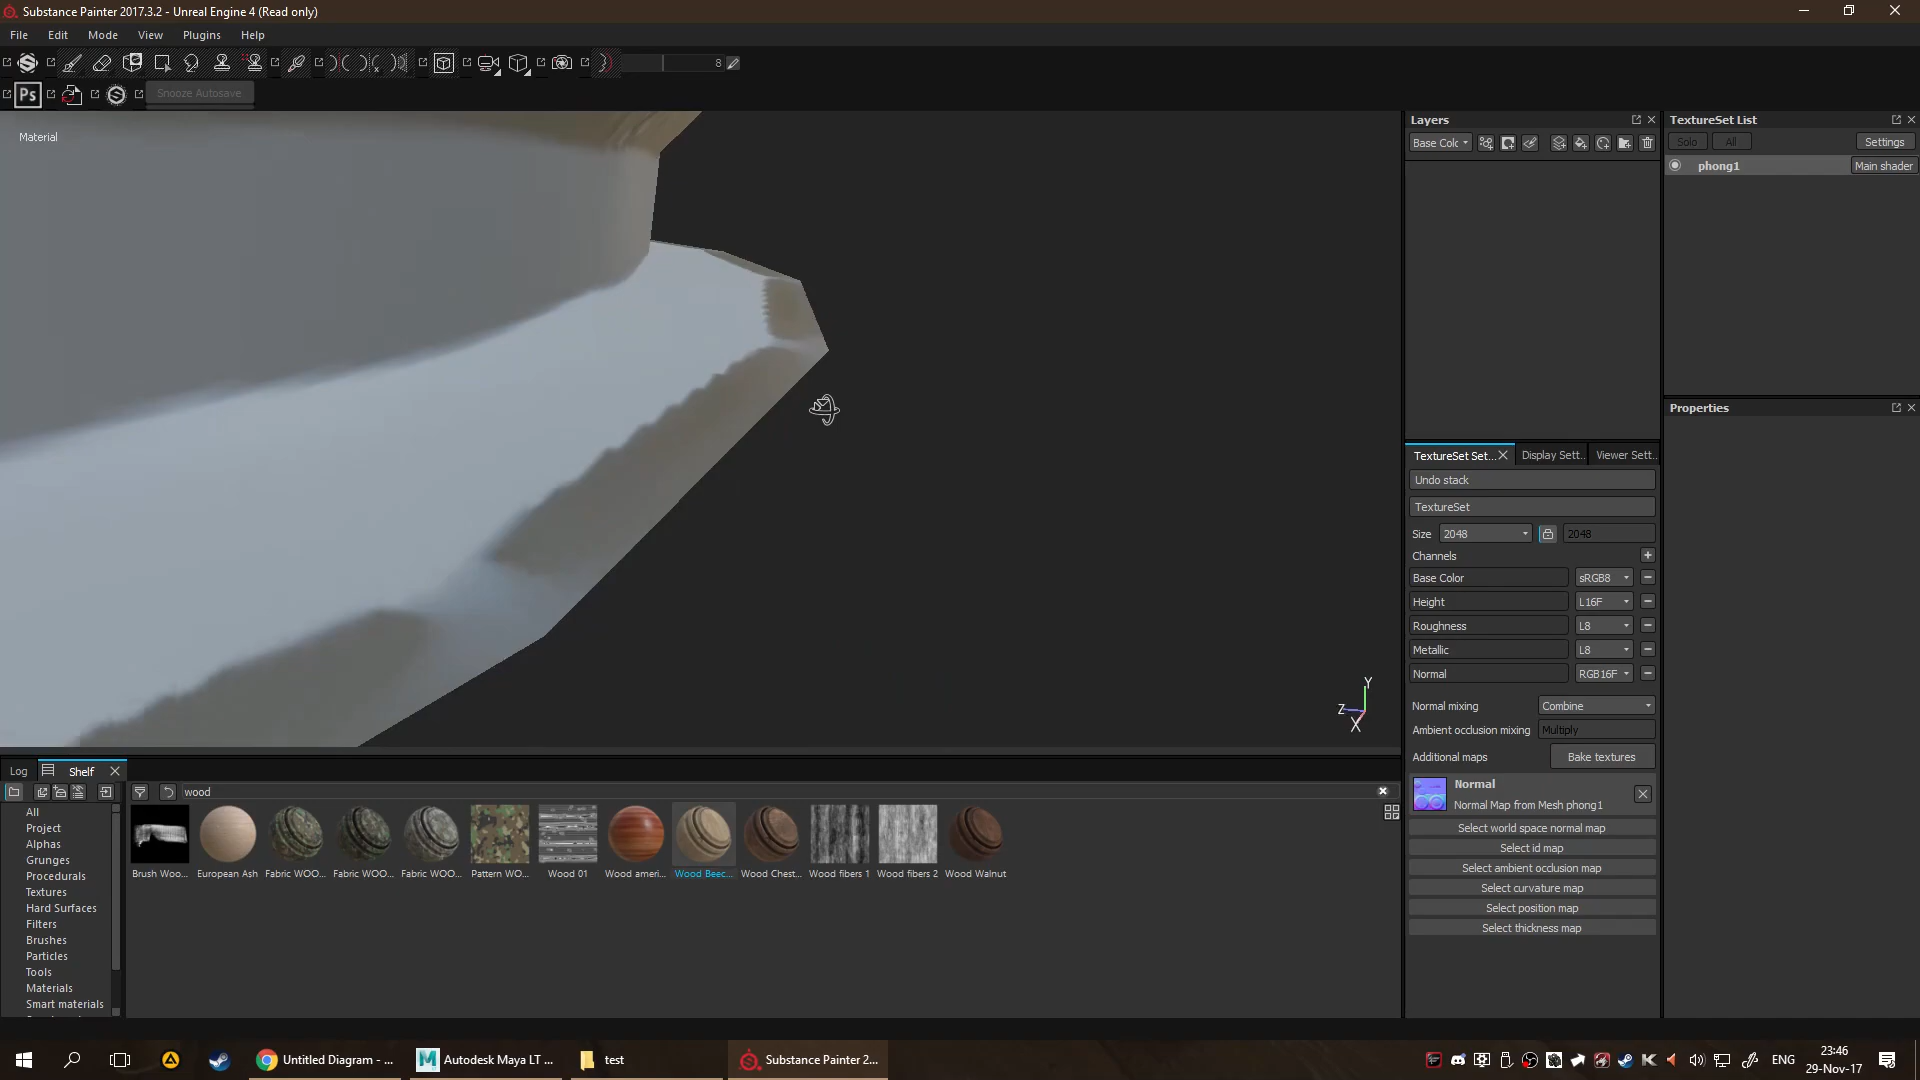 Substance Painter 2017.3.2 - Unreal Engine 4 (Read only)
File Edit Mode View Plugins Help
8
Ps Snooze Autosave
Material
Layers
Base Colc
TextureSet List
Solo All Settings
phong1 Main shader
Properties
TextureSet Set... Display Sett.. Viewer Sett..
Undo stack
TextureSet
Size 2048 2048
Channels
Base Color sRGB8
Height L16F
Roughness L8
Metallic L8
Normal RGB16F
Normal mixing Combine
Ambient occlusion mixing Multiply
Additional maps Bake textures
Normal
Normal Map from Mesh phong1
Select world space normal map
Select id map
Select ambient occlusion map
Select curvature map
Select position map
Select thickness map
Y
Z
X
Log Shelf
wood
All
Project
Alphas
Grunges
Procedurals
Textures
Hard Surfaces
Filters
Brushes
Particles
Tools
Materials
Smart materials
Brush Woo... European Ash Fabric WOO... Fabric WOO... Fabric WOO... Pattern WO... Wood 01 Wood ameri... Wood Beec... Wood Chest... Wood fibers 1 Wood fibers 2 Wood Walnut
Untitled Diagram - ... Autodesk Maya LT ... test Substance Painter 2...
ENG
23:46
29-Nov-17